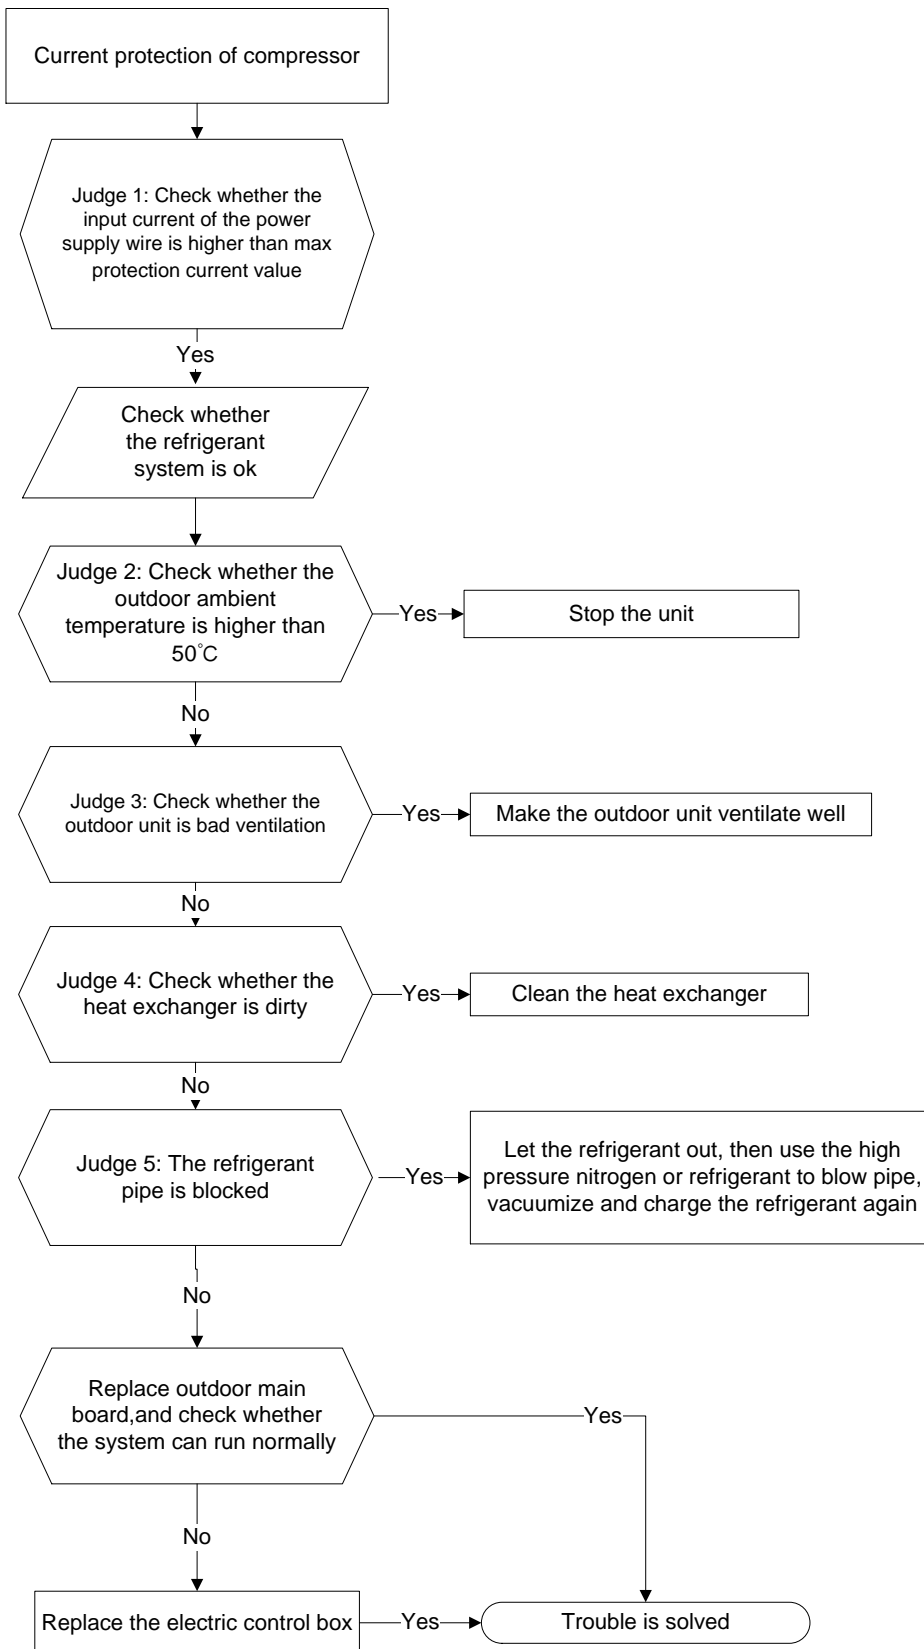 Current protection of compressor
Judge 1: Check whether the
input current of the power
supply wire is higher than max
protection current value
Yes
Check whether
the refrigerant
system is ok
Judge 2: Check whether the
outdoor ambient
temperature is higher than
50°C
Yes
Stop the unit
No
Judge 3: Check whether the
outdoor unit is bad ventilation
Yes
Make the outdoor unit ventilate well
No
Judge 4: Check whether the
heat exchanger is dirty
Yes
Clean the heat exchanger
No
Judge 5: The refrigerant
pipe is blocked
Yes
Let the refrigerant out, then use the high
pressure nitrogen or refrigerant to blow pipe,
vacuumize and charge the refrigerant again
No
Replace outdoor main
board,and check whether
the system can run normally
Yes
No
Replace the electric control box
Yes
Trouble is solved